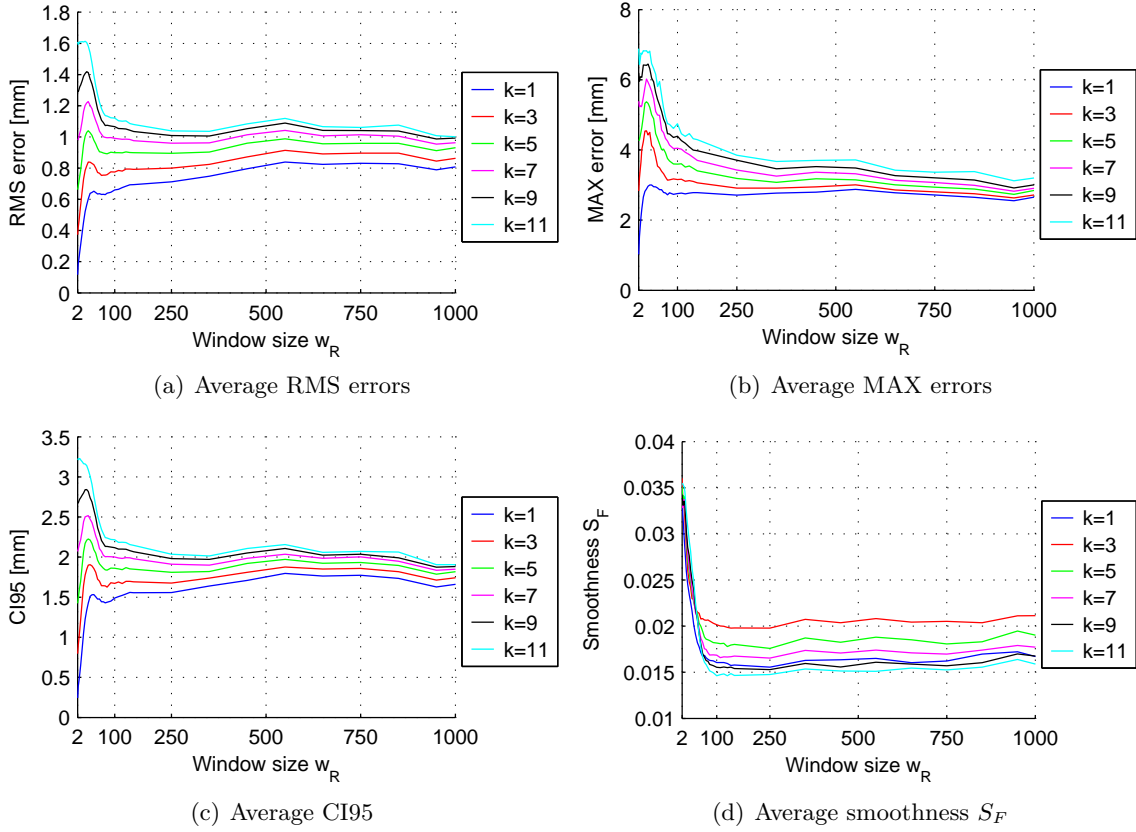 1.8
1.6
1.4
1.2
1
0.8
0.6
0.4
0.2
0
RMS error [mm]
2 100 250 500 750 1000
Window size w_R
k=1
k=3
k=5
k=7
k=9
k=11
(a) Average RMS errors
8
6
4
2
0
MAX error [mm]
2 100 250 500 750 1000
Window size w_R
k=1
k=3
k=5
k=7
k=9
k=11
(b) Average MAX errors
3.5
3
2.5
2
1.5
1
0.5
0
CI95 [mm]
2 100 250 500 750 1000
Window size w_R
k=1
k=3
k=5
k=7
k=9
k=11
(c) Average CI95
0.04
0.035
0.03
0.025
0.02
0.015
0.01
Smoothness S_F
2 100 250 500 750 1000
Window size w_R
k=1
k=3
k=5
k=7
k=9
k=11
(d) Average smoothness S_F